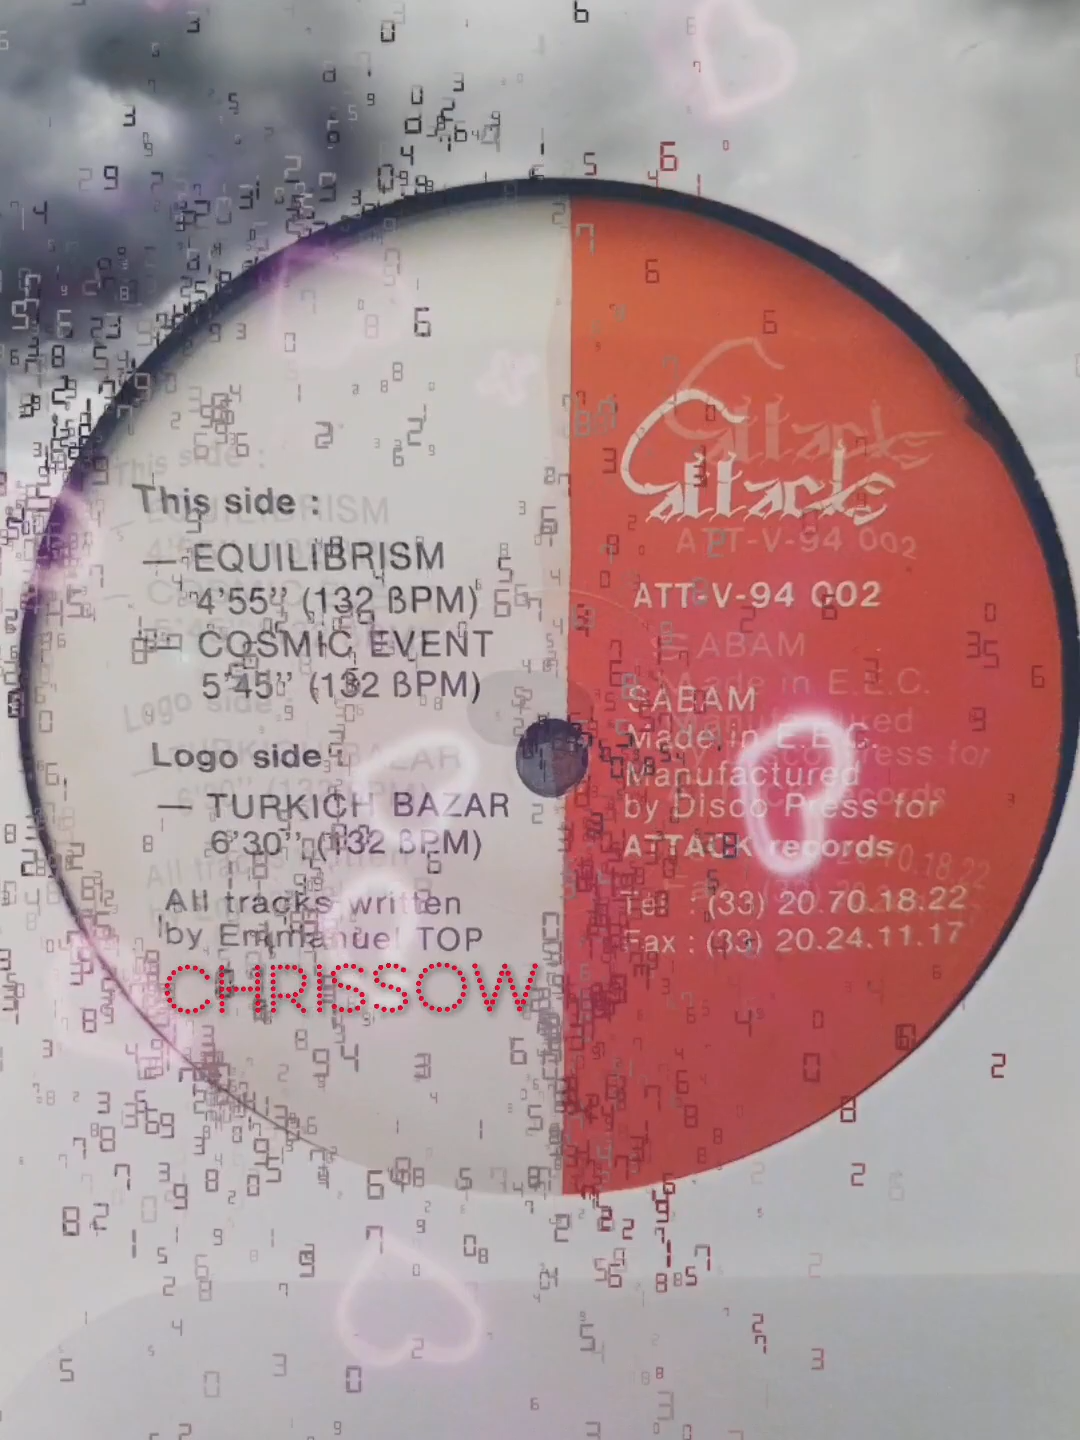 This side :
— EQUILIBRISM
4'55'' (132 BPM)
— COSMIC EVENT
5'45'' (132 BPM)
Logo side :
— TURKICH BAZAR
6'30'' (132 BPM)
All tracks written
by Emmanuel TOP
CHRISSOW
attack
ATT-V-94 002
SABAM
Made in E.E.C.
Manufactured
by Disco Press for
ATTACK records
Tel : (33) 20.70.18.22
Fax : (33) 20.24.11.17